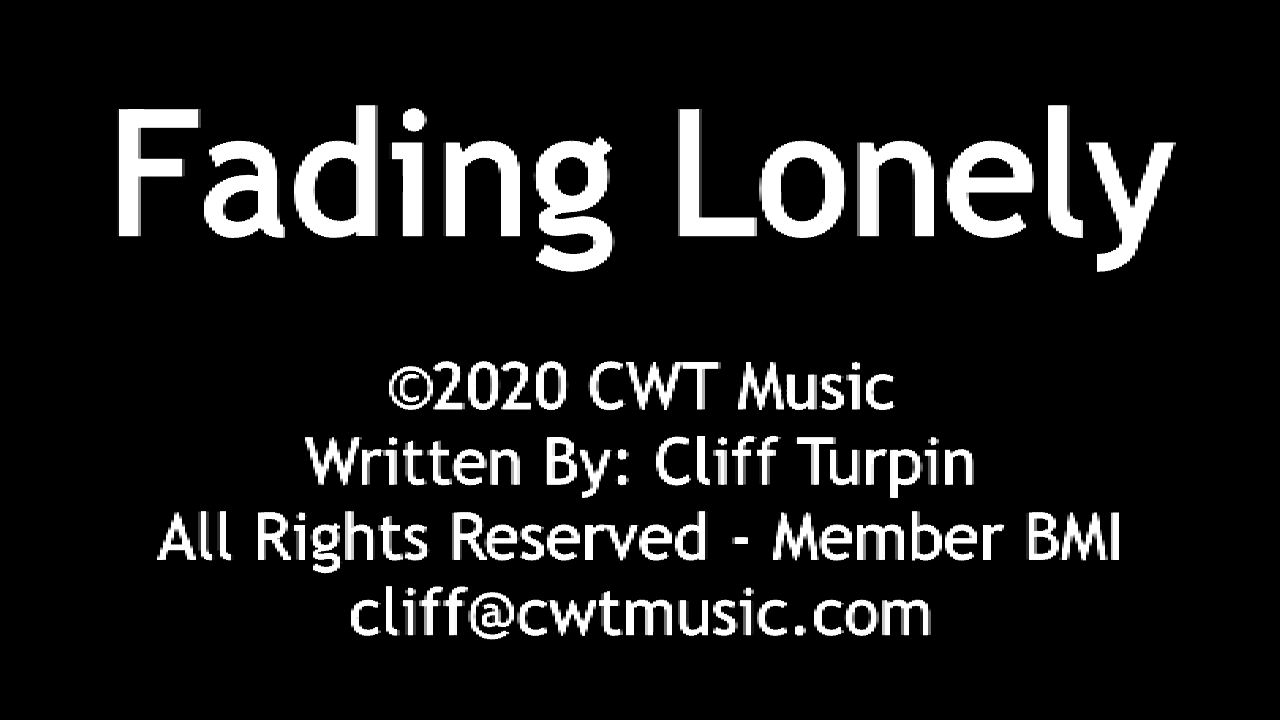 Fading Lonely
©2020 CWT Music
Written By: Cliff Turpin
All Rights Reserved - Member BMI
cliff@cwtmusic.com